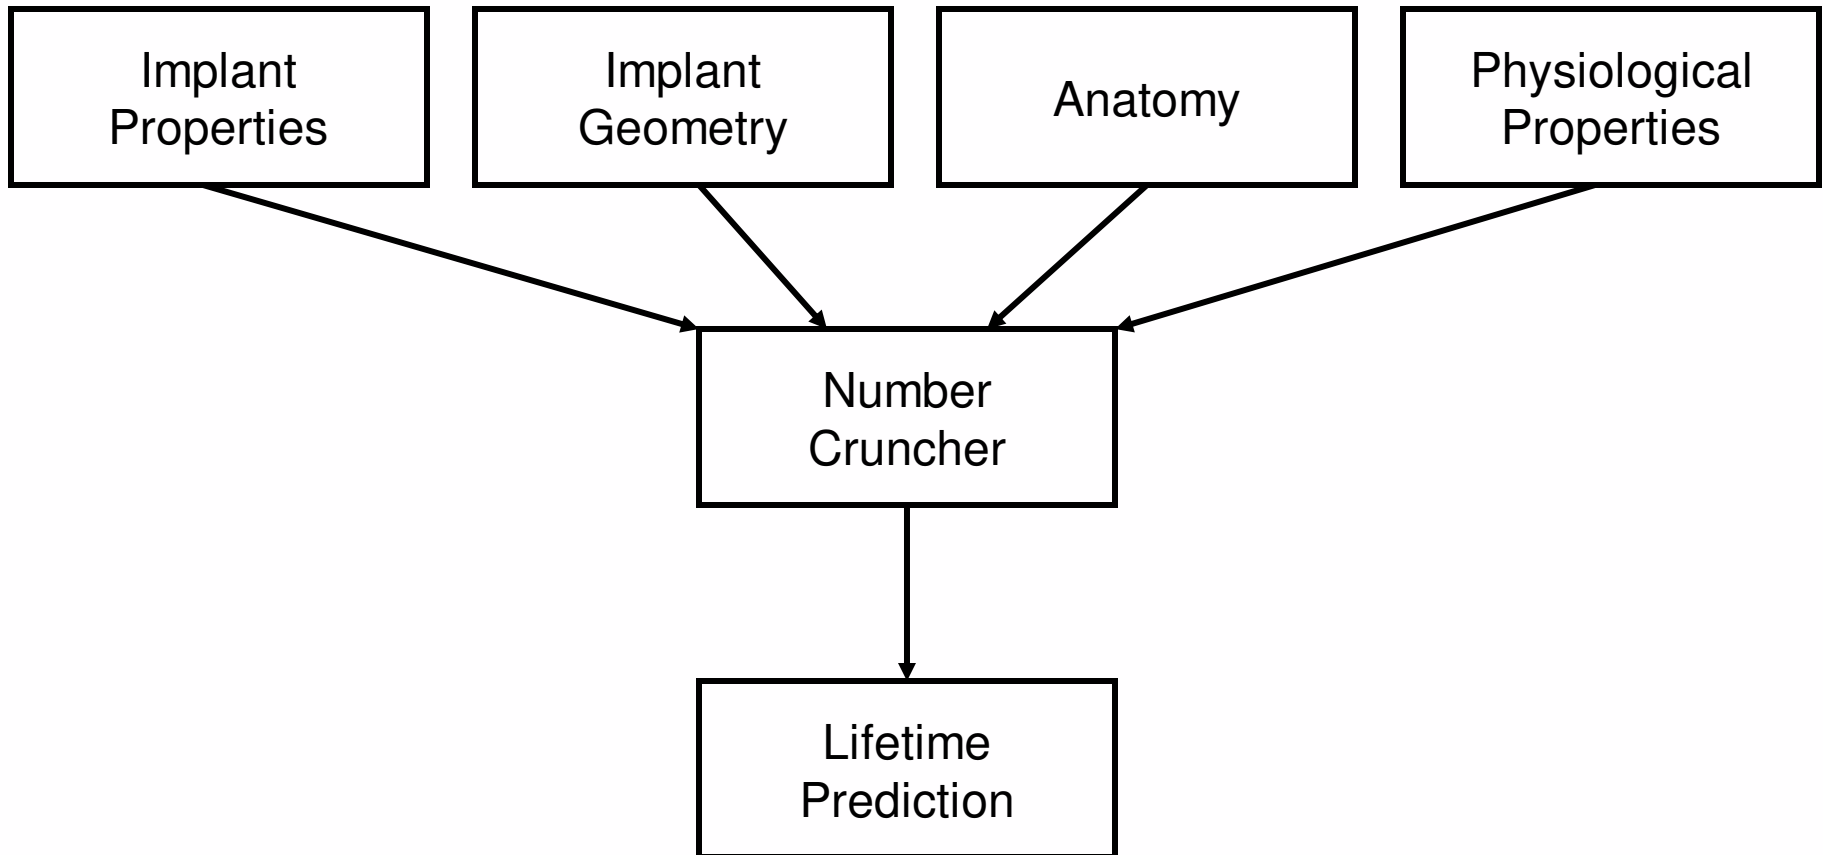 Implant
Properties
Implant
Geometry
Anatomy
Physiological
Properties
Number
Cruncher
Lifetime
Prediction